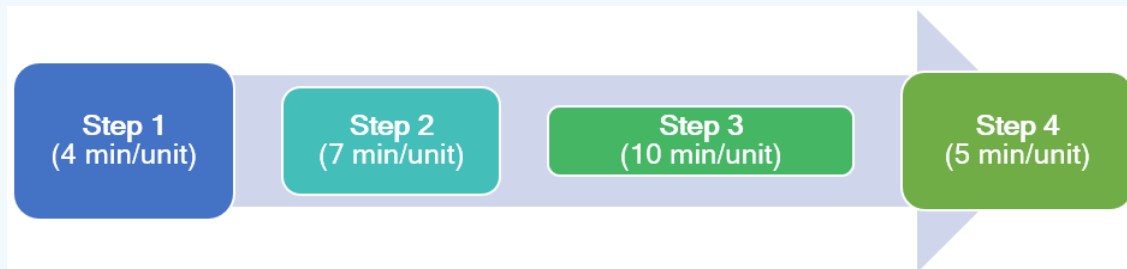 Step 1
(4 min/unit)
Step 2
(7 min/unit)
Step 3
(10 min/unit)
Step 4
(5 min/unit)